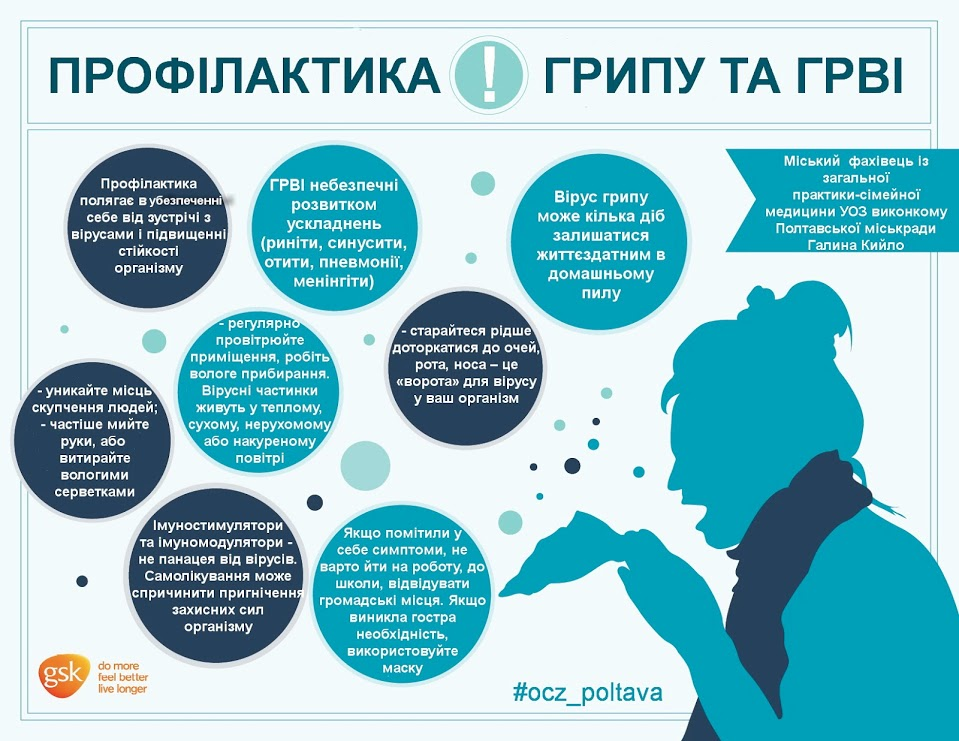 ПРОФІЛАКТИКА ! ГРИПУ ТА ГРВІ
Профілактика
полягає в убезпеченні
себе від зустрічі з
вірусами і підвищенні
стійкості
організму
ГРВІ небезпечні
розвитком
ускладнень
(риніти, синусити,
отити, пневмонії,
менінгіти)
Вірус грипу
може кілька діб
залишатися
життєздатним в
домашньому
пилу
Міський фахівець із
загальної
практики-сімейної
медицини УОЗ виконкому
Полтавської міськради
Галина Кийло
- регулярно
провітрюйте
приміщення, робіть
вологе прибирання.
Вірусні частинки
живуть у теплому,
сухому, нерухомому
або накуреному
повітрі
- старайтеся рідше
доторкатися до очей,
рота, носа – це
«ворота» для вірусу
у ваш організм
- уникайте місць
скупчення людей;
- частіше мийте
руки, або
витирайте
вологими
серветками
Імуностимулятори
та імуномодулятори -
не панацея від вірусів.
Самолікування може
спричинити пригнічення
захисних сил
організму
Якщо помітили у
себе симптоми, не
варто йти на роботу, до
школи, відвідувати
громадські місця. Якщо
виникла гостра
необхідність,
використовуйте
маску
gsk
do more
feel better
live longer
#ocz_poltava